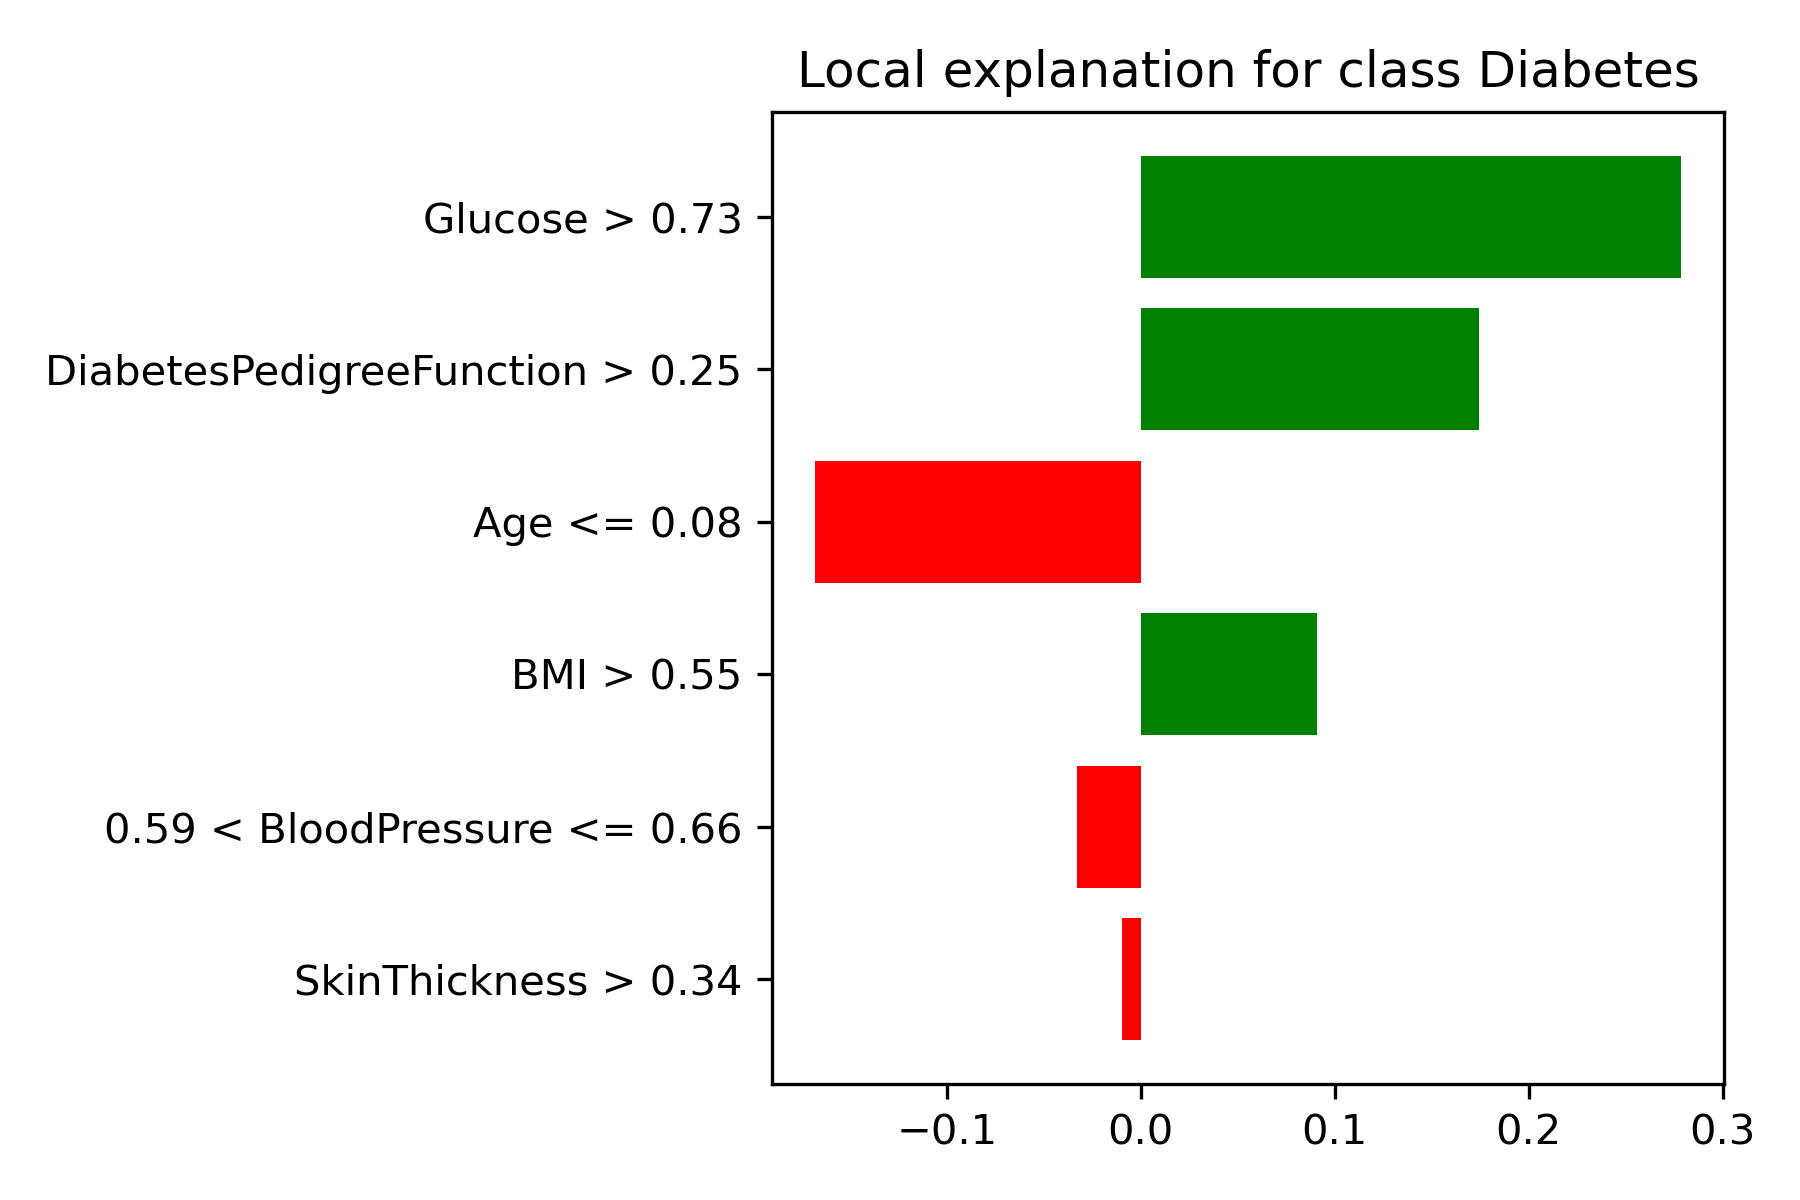 Local explanation for class Diabetes
Glucose > 0.73
DiabetesPedigreeFunction > 0.25
Age <= 0.08
BMI > 0.55
0.59 < BloodPressure <= 0.66
SkinThickness > 0.34
−0.1 0.0 0.1 0.2 0.3